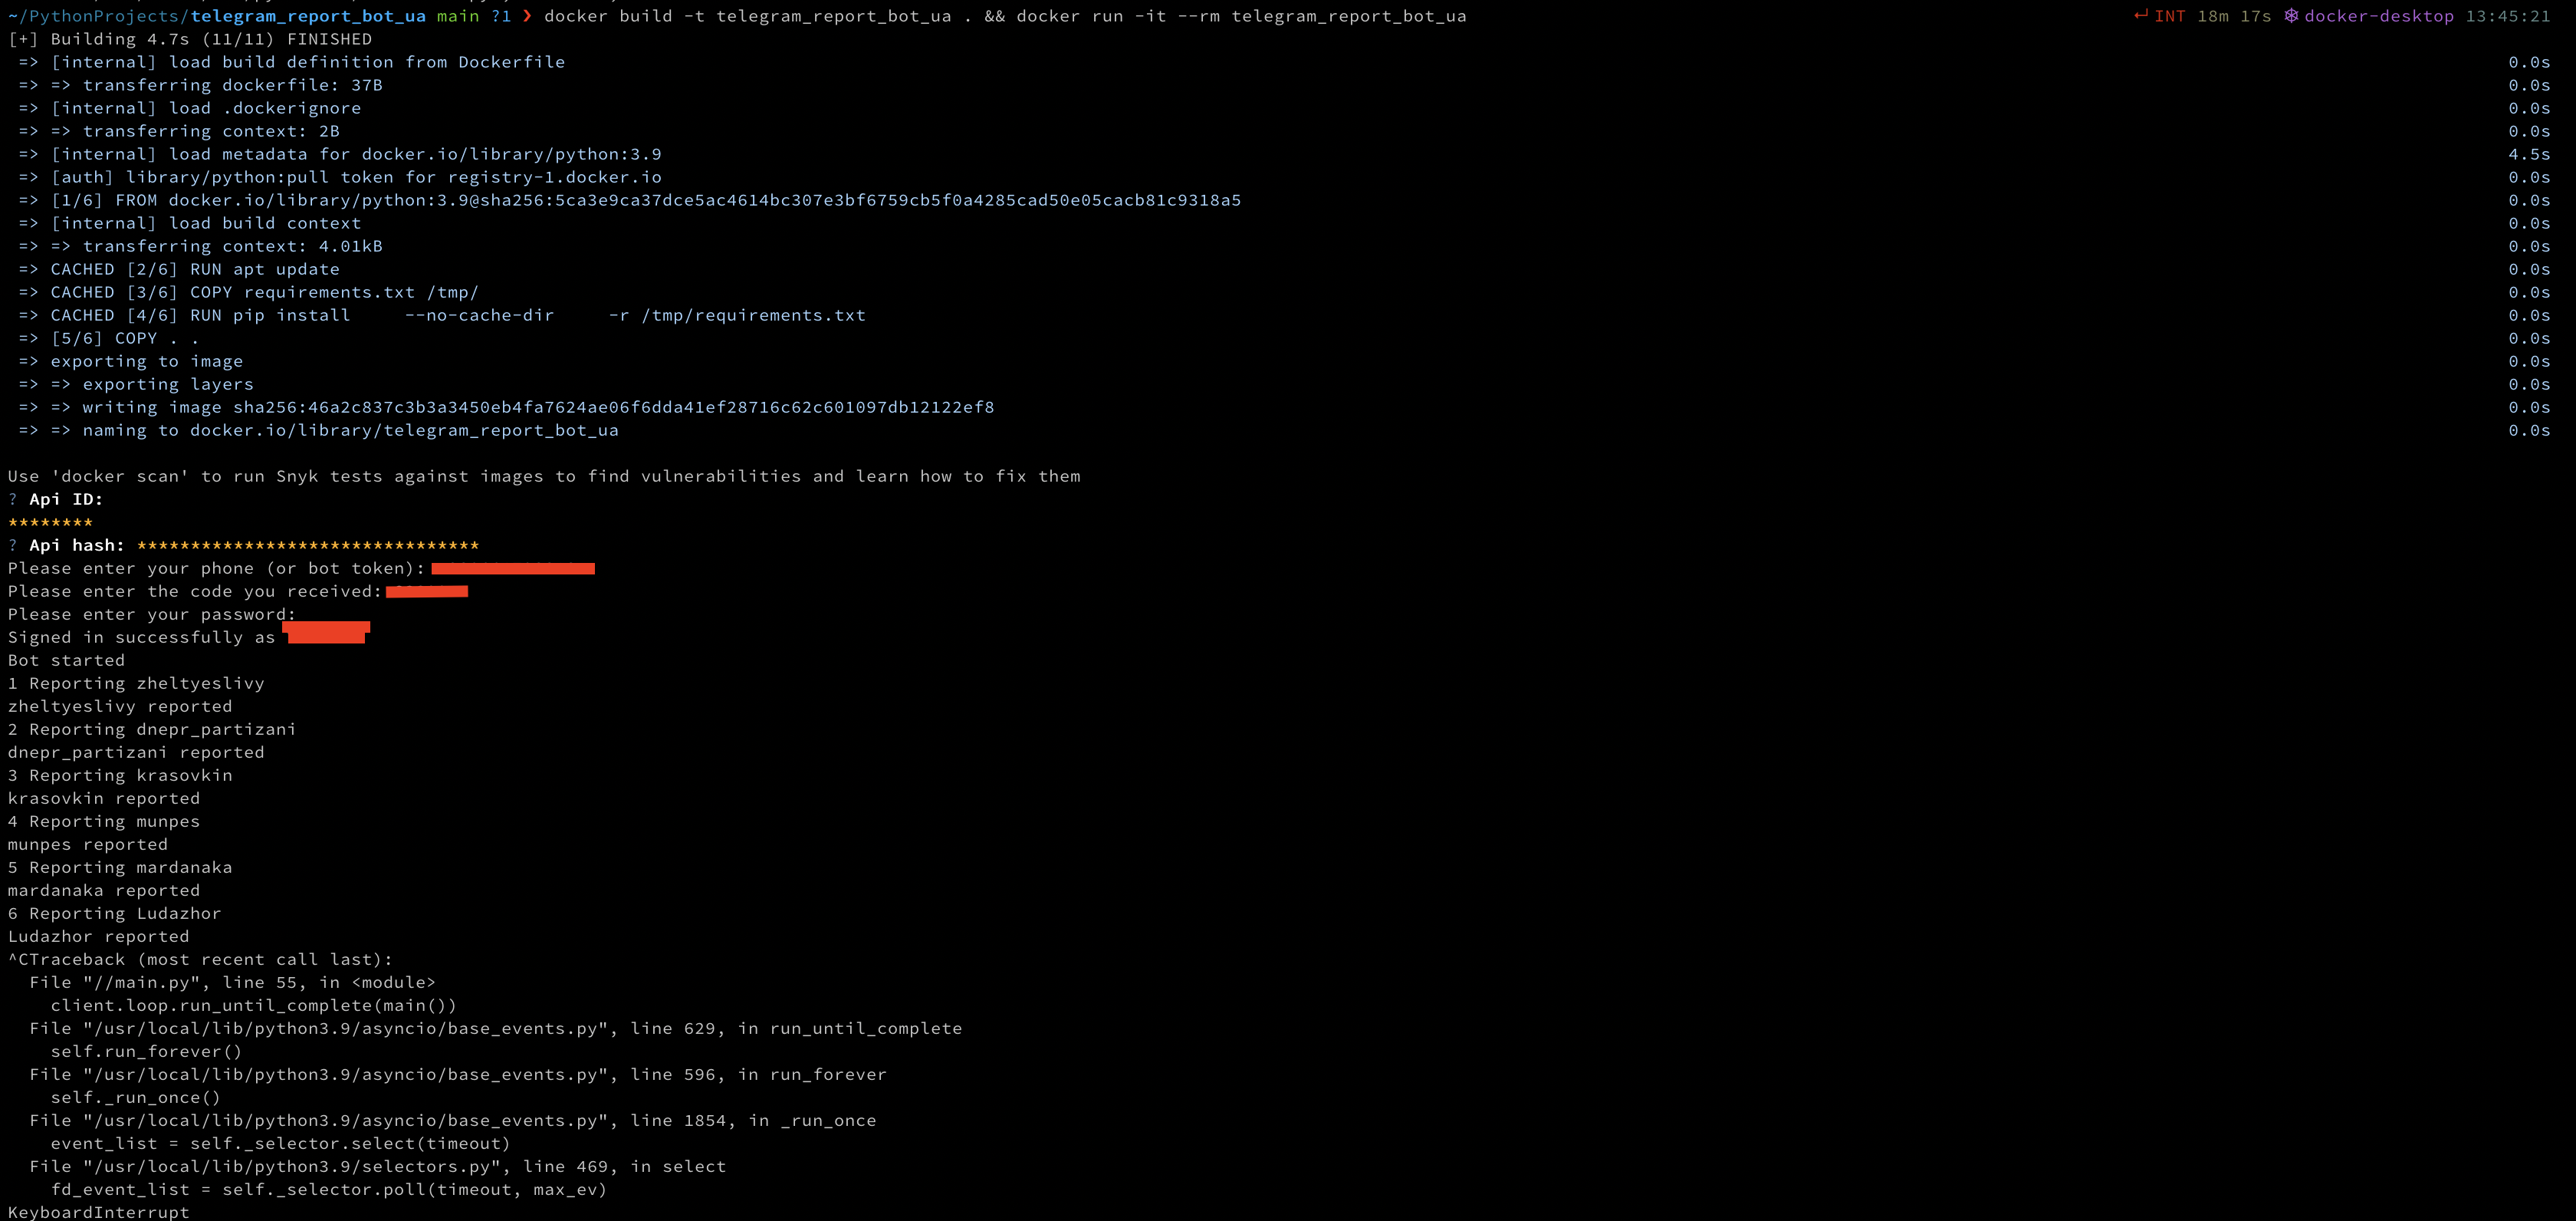 ~/PythonProjects/telegram_report_bot_ua main ?1 ❯ docker build -t telegram_report_bot_ua . && docker run -it --rm telegram_report_bot_ua ↵ INT 18m 17s ⎈ docker-desktop 13:45:21
[+] Building 4.7s (11/11) FINISHED
=> [internal] load build definition from Dockerfile 0.0s
=> => transferring dockerfile: 37B 0.0s
=> [internal] load .dockerignore 0.0s
=> => transferring context: 2B 0.0s
=> [internal] load metadata for docker.io/library/python:3.9 4.5s
=> [auth] library/python:pull token for registry-1.docker.io 0.0s
=> [1/6] FROM docker.io/library/python:3.9@sha256:5ca3e9ca37dce5ac4614bc307e3bf6759cb5f0a4285cad50e05cacb81c9318a5 0.0s
=> [internal] load build context 0.0s
=> => transferring context: 4.01kB 0.0s
=> CACHED [2/6] RUN apt update 0.0s
=> CACHED [3/6] COPY requirements.txt /tmp/ 0.0s
=> CACHED [4/6] RUN pip install     --no-cache-dir     -r /tmp/requirements.txt 0.0s
=> [5/6] COPY . . 0.0s
=> exporting to image 0.0s
=> => exporting layers 0.0s
=> => writing image sha256:46a2c837c3b3a3450eb4fa7624ae06f6dda41ef28716c62c601097db12122ef8 0.0s
=> => naming to docker.io/library/telegram_report_bot_ua 0.0s
Use 'docker scan' to run Snyk tests against images to find vulnerabilities and learn how to fix them
? Api ID:
********
? Api hash: ********************************
Please enter your phone (or bot token):
Please enter the code you received:
Please enter your password:
Signed in successfully as
Bot started
1 Reporting zheltyeslivy
zheltyeslivy reported
2 Reporting dnepr_partizani
dnepr_partizani reported
3 Reporting krasovkin
krasovkin reported
4 Reporting munpes
munpes reported
5 Reporting mardanaka
mardanaka reported
6 Reporting Ludazhor
Ludazhor reported
^CTraceback (most recent call last):
File "//main.py", line 55, in <module>
client.loop.run_until_complete(main())
File "/usr/local/lib/python3.9/asyncio/base_events.py", line 629, in run_until_complete
self.run_forever()
File "/usr/local/lib/python3.9/asyncio/base_events.py", line 596, in run_forever
self._run_once()
File "/usr/local/lib/python3.9/asyncio/base_events.py", line 1854, in _run_once
event_list = self._selector.select(timeout)
File "/usr/local/lib/python3.9/selectors.py", line 469, in select
fd_event_list = self._selector.poll(timeout, max_ev)
KeyboardInterrupt